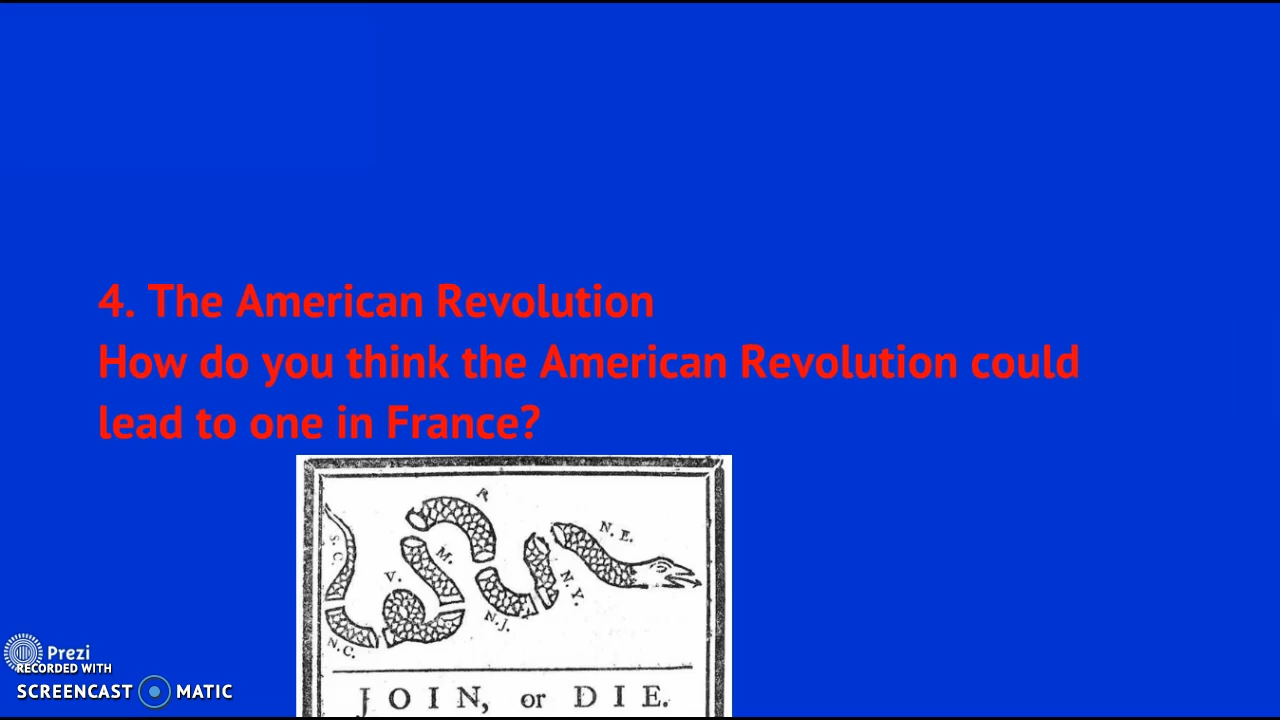 4. The American Revolution
How do you think the American Revolution could
lead to one in France?
R
N. E.
S. C.
M.
V.
N.Y.
N.J.
N.C.
JOIN, or DIE.
Prezi
RECORDED WITH
SCREENCAST MATIC